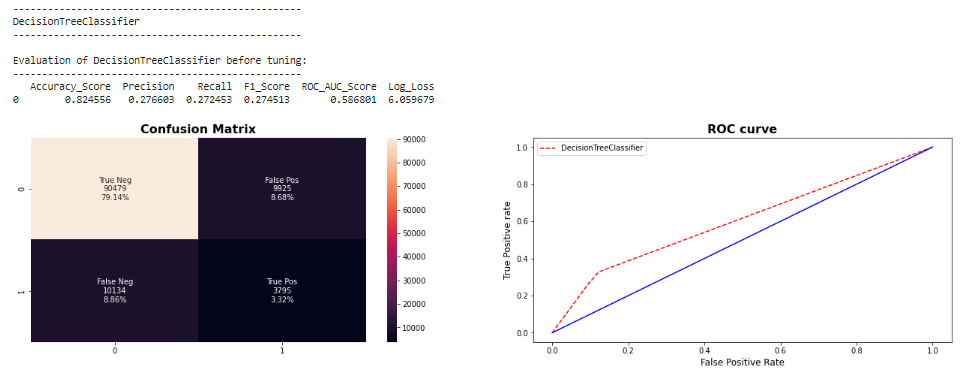 --------------------------------------------------
DecisionTreeClassifier
--------------------------------------------------
Evaluation of DecisionTreeClassifier before tuning:
--------------------------------------------------
Accuracy_Score Precision Recall F1_Score ROC_AUC_Score Log_Loss
0 0.824556 0.276603 0.272453 0.274513 0.586801 6.059679
Confusion Matrix
True Neg
90479
79.14%
False Pos
9925
8.68%
False Neg
10134
8.86%
True Pos
3795
3.32%
0
1
0 1
90000
80000
70000
60000
50000
40000
30000
20000
10000
ROC curve
DecisionTreeClassifier
True Positive rate
1.0
0.8
0.6
0.4
0.2
0.0
0.0 0.2 0.4 0.6 0.8 1.0
False Positive Rate